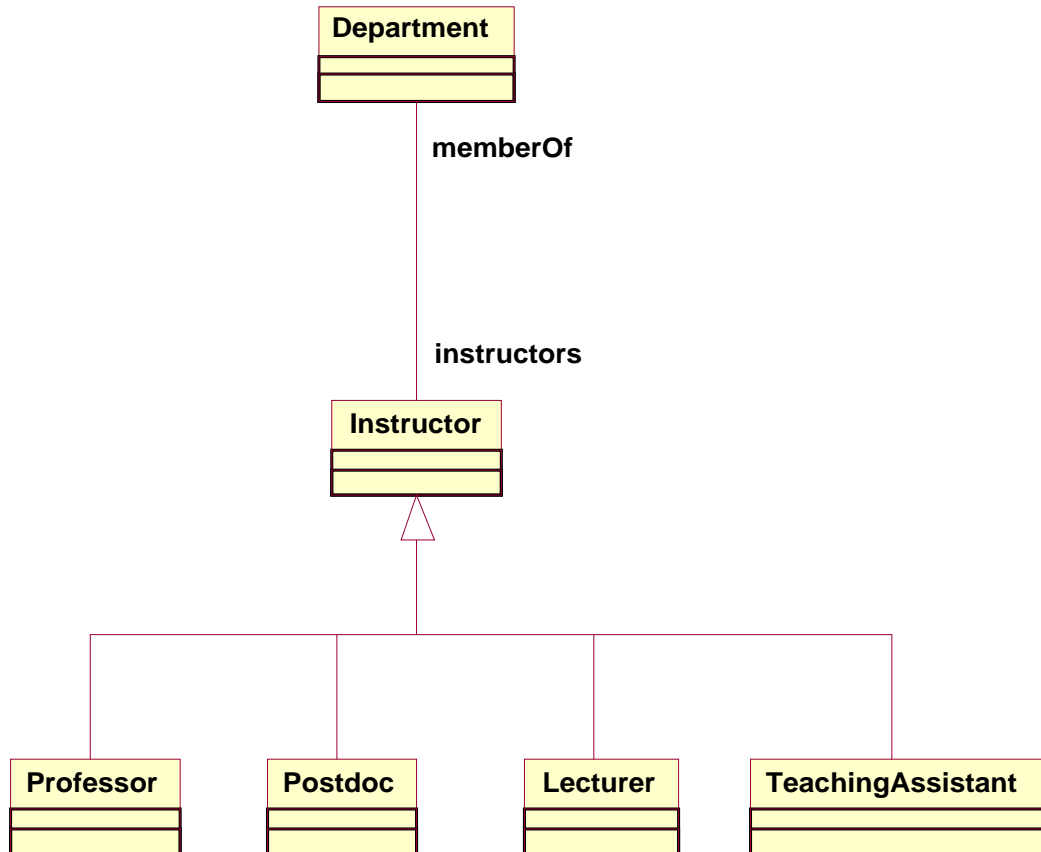 Department
memberOf
instructors
Instructor
Professor
Postdoc
Lecturer
TeachingAssistant